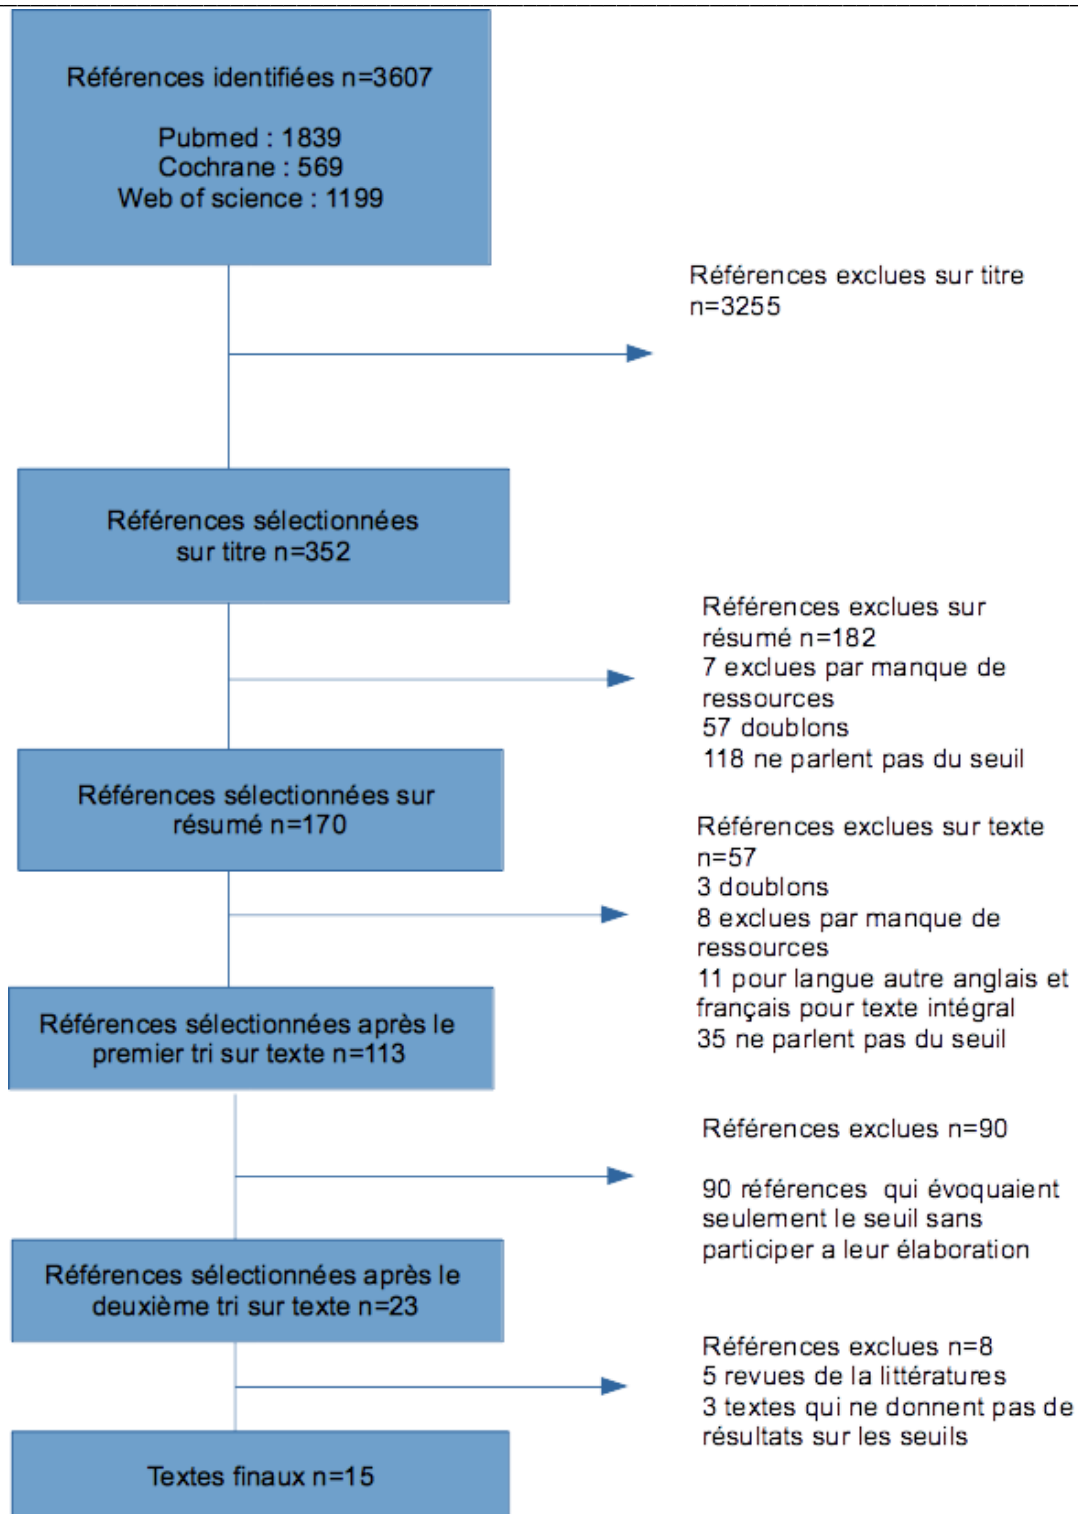 Références identifiées n=3607
Pubmed : 1839
Cochrane : 569
Web of science : 1199
Références exclues sur titre
n=3255
Références sélectionnées
sur titre n=352
Références exclues sur
résumé n=182
7 exclues par manque de
ressources
57 doublons
118 ne parlent pas du seuil
Références sélectionnées sur
résumé n=170
Références exclues sur texte
n=57
3 doublons
8 exclues par manque de
ressources
11 pour langue autre anglais et
français pour texte intégral
35 ne parlent pas du seuil
Références sélectionnées après le
premier tri sur texte n=113
Références exclues n=90
90 références qui évoquaient
seulement le seuil sans
participer a leur élaboration
Références sélectionnées après le
deuxième tri sur texte n=23
Références exclues n=8
5 revues de la littératures
3 textes qui ne donnent pas de
résultats sur les seuils
Textes finaux n=15